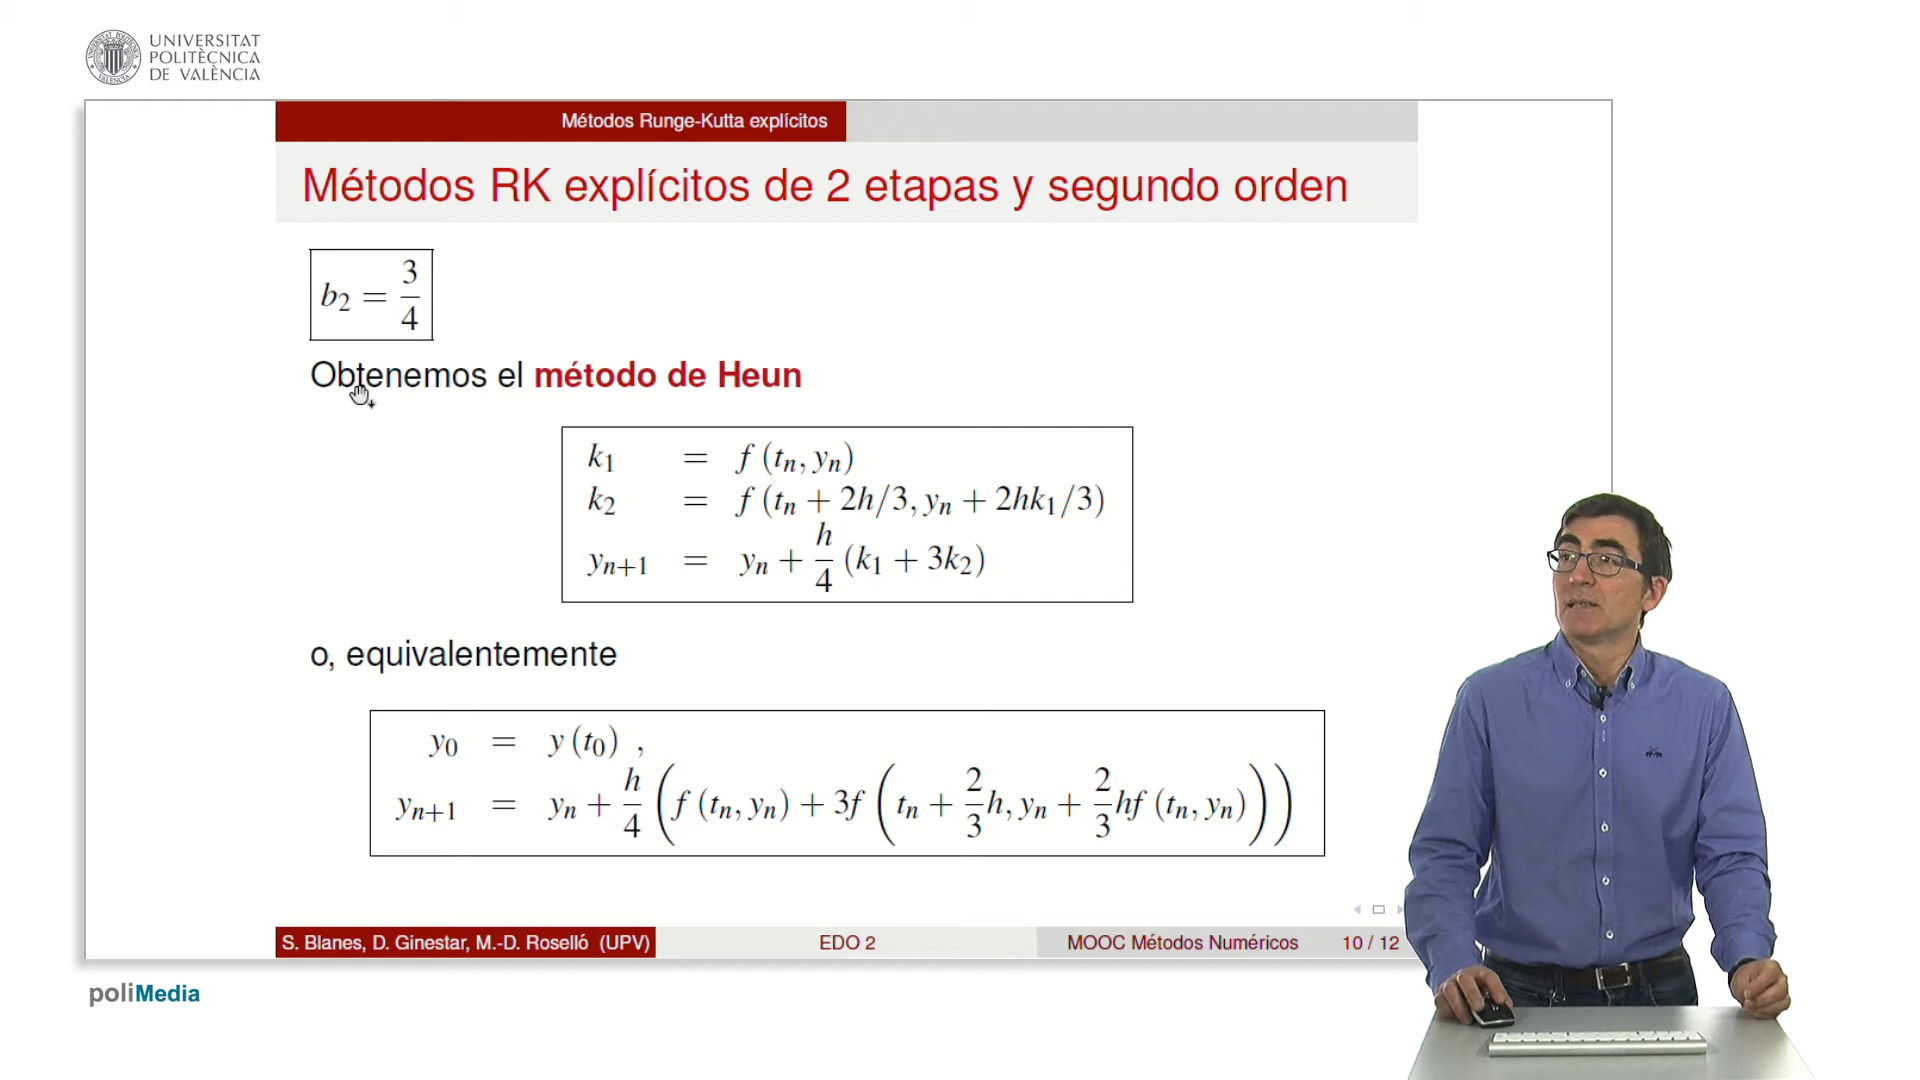 UNIVERSITAT
POLITÈCNICA
DE VALÈNCIA
Métodos Runge-Kutta explícitos
Métodos RK explícitos de 2 etapas y segundo orden
b₂ = 3/4
Obtenemos el método de Heun
k₁ = f (tₙ, yₙ)
k₂ = f (tₙ + 2h/3, yₙ + 2hk₁/3)
yₙ₊₁ = yₙ + h/4 (k₁ + 3k₂)
o, equivalentemente
y₀ = y (t₀) ,
yₙ₊₁ = yₙ + h/4 (f (tₙ, yₙ) + 3f (tₙ + 2/3 h, yₙ + 2/3 hf (tₙ, yₙ)))
S. Blanes, D. Ginestar, M.-D. Roselló (UPV) EDO 2 MOOC Métodos Numéricos 10 / 12
poliMedia